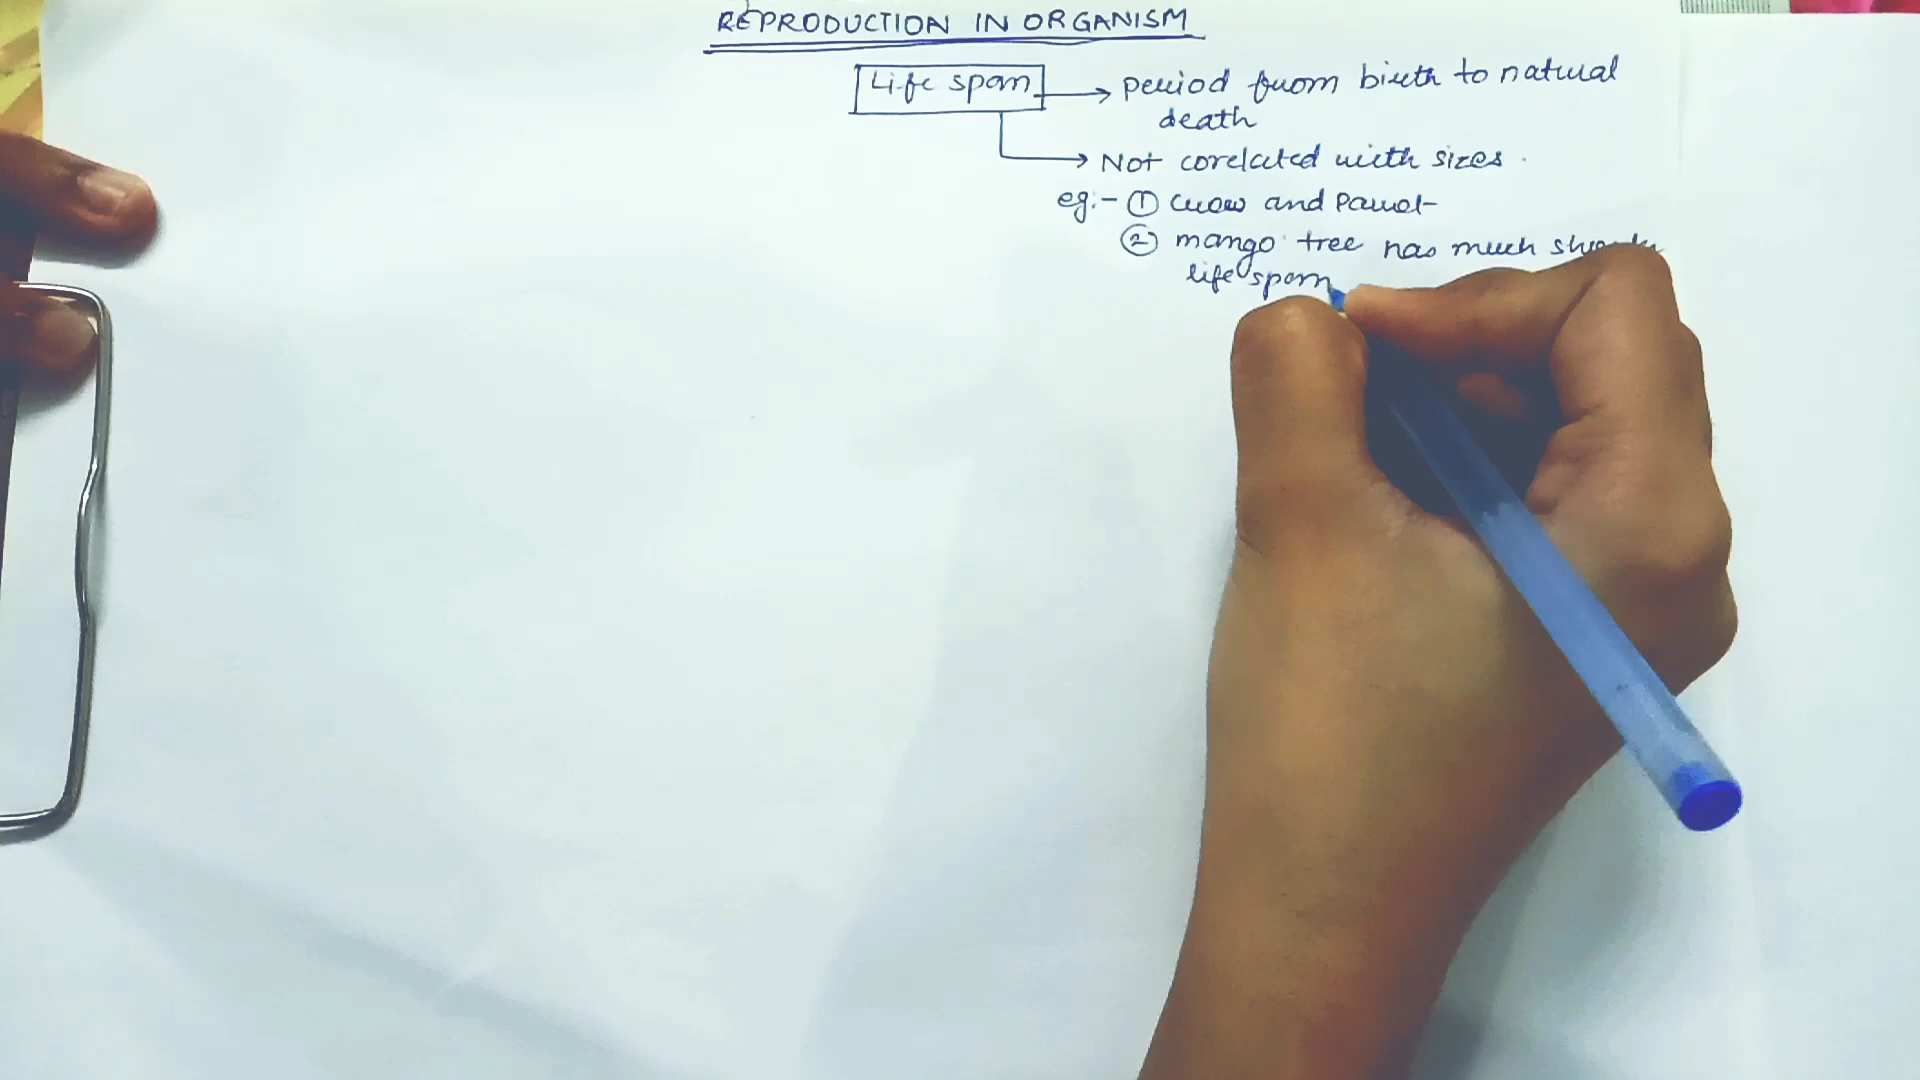 REPRODUCTION IN ORGANISM
Life span → period from birth to natural
death
→ Not corelated with sizes.
eg:- ① Crow and Parrot
② mango tree has much
life span